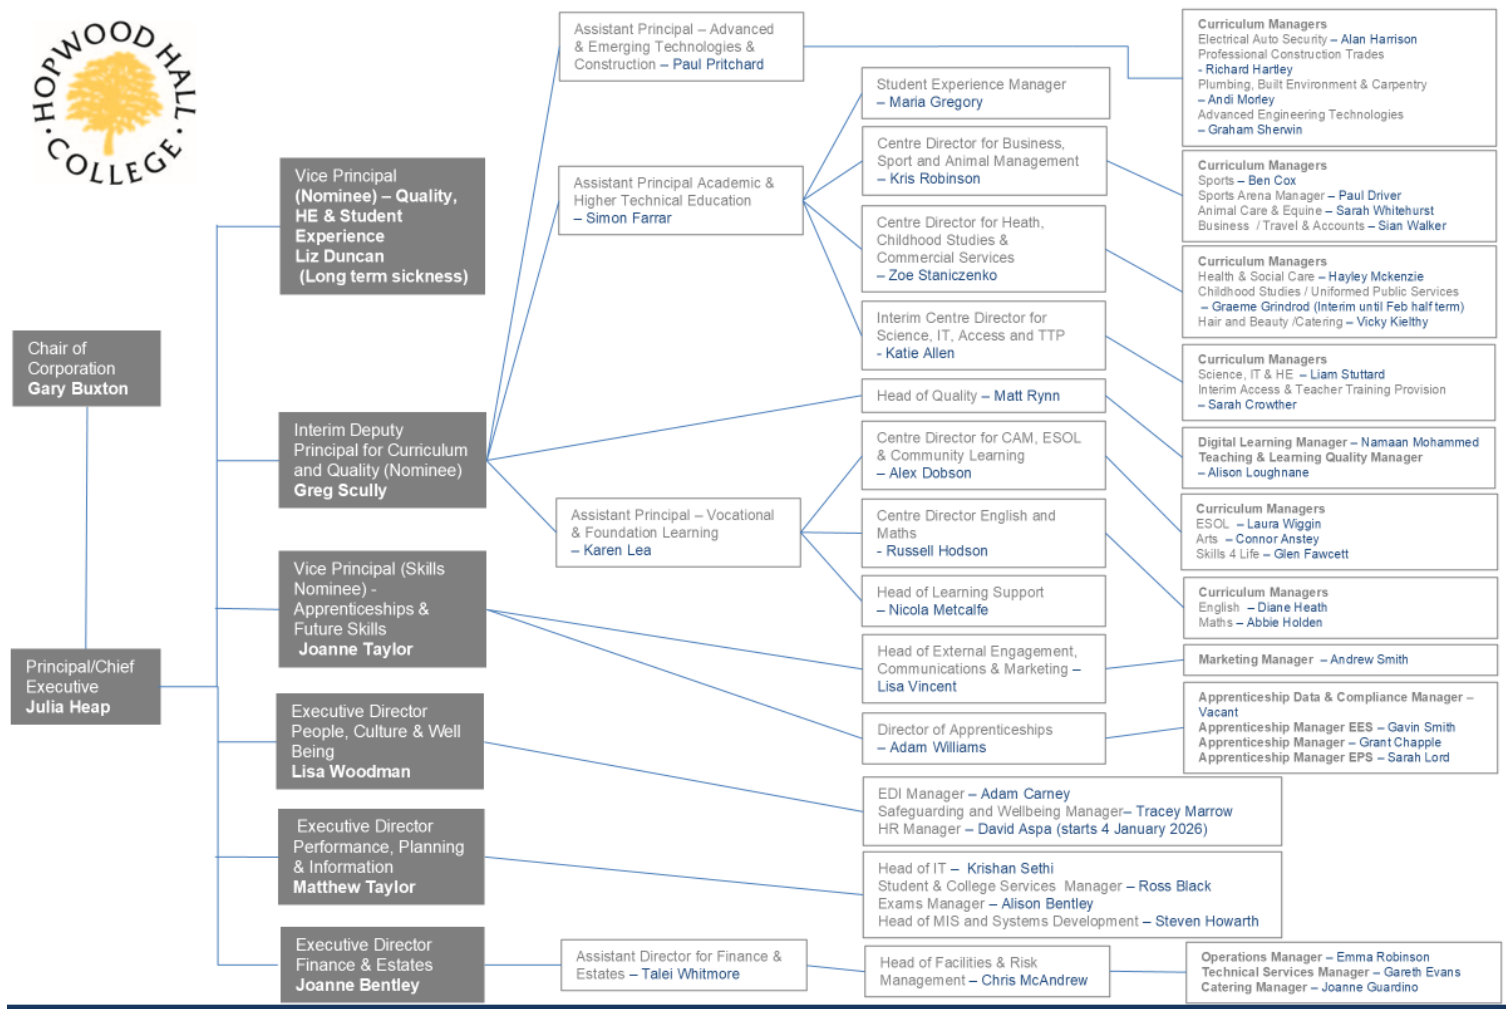 HOPWOOD HALL
• COLLEGE •
Chair of
Corporation
Gary Buxton
Principal/Chief
Executive
Julia Heap
Vice Principal
(Nominee) – Quality,
HE & Student
Experience
Liz Duncan
(Long term sickness)
Interim Deputy
Principal for Curriculum
and Quality (Nominee)
Greg Scully
Vice Principal (Skills
Nominee) -
Apprenticeships &
Future Skills
Joanne Taylor
Executive Director
People, Culture & Well
Being
Lisa Woodman
Executive Director
Performance, Planning
& Information
Matthew Taylor
Executive Director
Finance & Estates
Joanne Bentley
Assistant Principal – Advanced
& Emerging Technologies &
Construction – Paul Pritchard
Assistant Principal Academic &
Higher Technical Education
– Simon Farrar
Assistant Principal – Vocational
& Foundation Learning
– Karen Lea
Assistant Director for Finance &
Estates – Talei Whitmore
Student Experience Manager
– Maria Gregory
Centre Director for Business,
Sport and Animal Management
– Kris Robinson
Centre Director for Heath,
Childhood Studies &
Commercial Services
– Zoe Staniczenko
Interim Centre Director for
Science, IT, Access and TTP
- Katie Allen
Head of Quality – Matt Rynn
Centre Director for CAM, ESOL
& Community Learning
– Alex Dobson
Centre Director English and
Maths
- Russell Hodson
Head of Learning Support
– Nicola Metcalfe
Head of External Engagement,
Communications & Marketing –
Lisa Vincent
Director of Apprenticeships
– Adam Williams
EDI Manager – Adam Carney
Safeguarding and Wellbeing Manager– Tracey Marrow
HR Manager – David Aspa (starts 4 January 2026)
Head of IT – Krishan Sethi
Student & College Services Manager – Ross Black
Exams Manager – Alison Bentley
Head of MIS and Systems Development – Steven Howarth
Head of Facilities & Risk
Management – Chris McAndrew
Curriculum Managers
Electrical Auto Security – Alan Harrison
Professional Construction Trades
- Richard Hartley
Plumbing, Built Environment & Carpentry
– Andi Morley
Advanced Engineering Technologies
– Graham Sherwin
Curriculum Managers
Sports – Ben Cox
Sports Arena Manager – Paul Driver
Animal Care & Equine – Sarah Whitehurst
Business / Travel & Accounts – Sian Walker
Curriculum Managers
Health & Social Care – Hayley Mckenzie
Childhood Studies / Uniformed Public Services
– Graeme Grindrod (Interim until Feb half term)
Hair and Beauty /Catering – Vicky Kielthy
Curriculum Managers
Science, IT & HE – Liam Stuttard
Interim Access & Teacher Training Provision
– Sarah Crowther
Digital Learning Manager – Namaan Mohammed
Teaching & Learning Quality Manager
– Alison Loughnane
Curriculum Managers
ESOL – Laura Wiggin
Arts – Connor Anstey
Skills 4 Life – Glen Fawcett
Curriculum Managers
English – Diane Heath
Maths – Abbie Holden
Marketing Manager – Andrew Smith
Apprenticeship Data & Compliance Manager –
Vacant
Apprenticeship Manager EES – Gavin Smith
Apprenticeship Manager – Grant Chapple
Apprenticeship Manager EPS – Sarah Lord
Operations Manager – Emma Robinson
Technical Services Manager – Gareth Evans
Catering Manager – Joanne Guardino